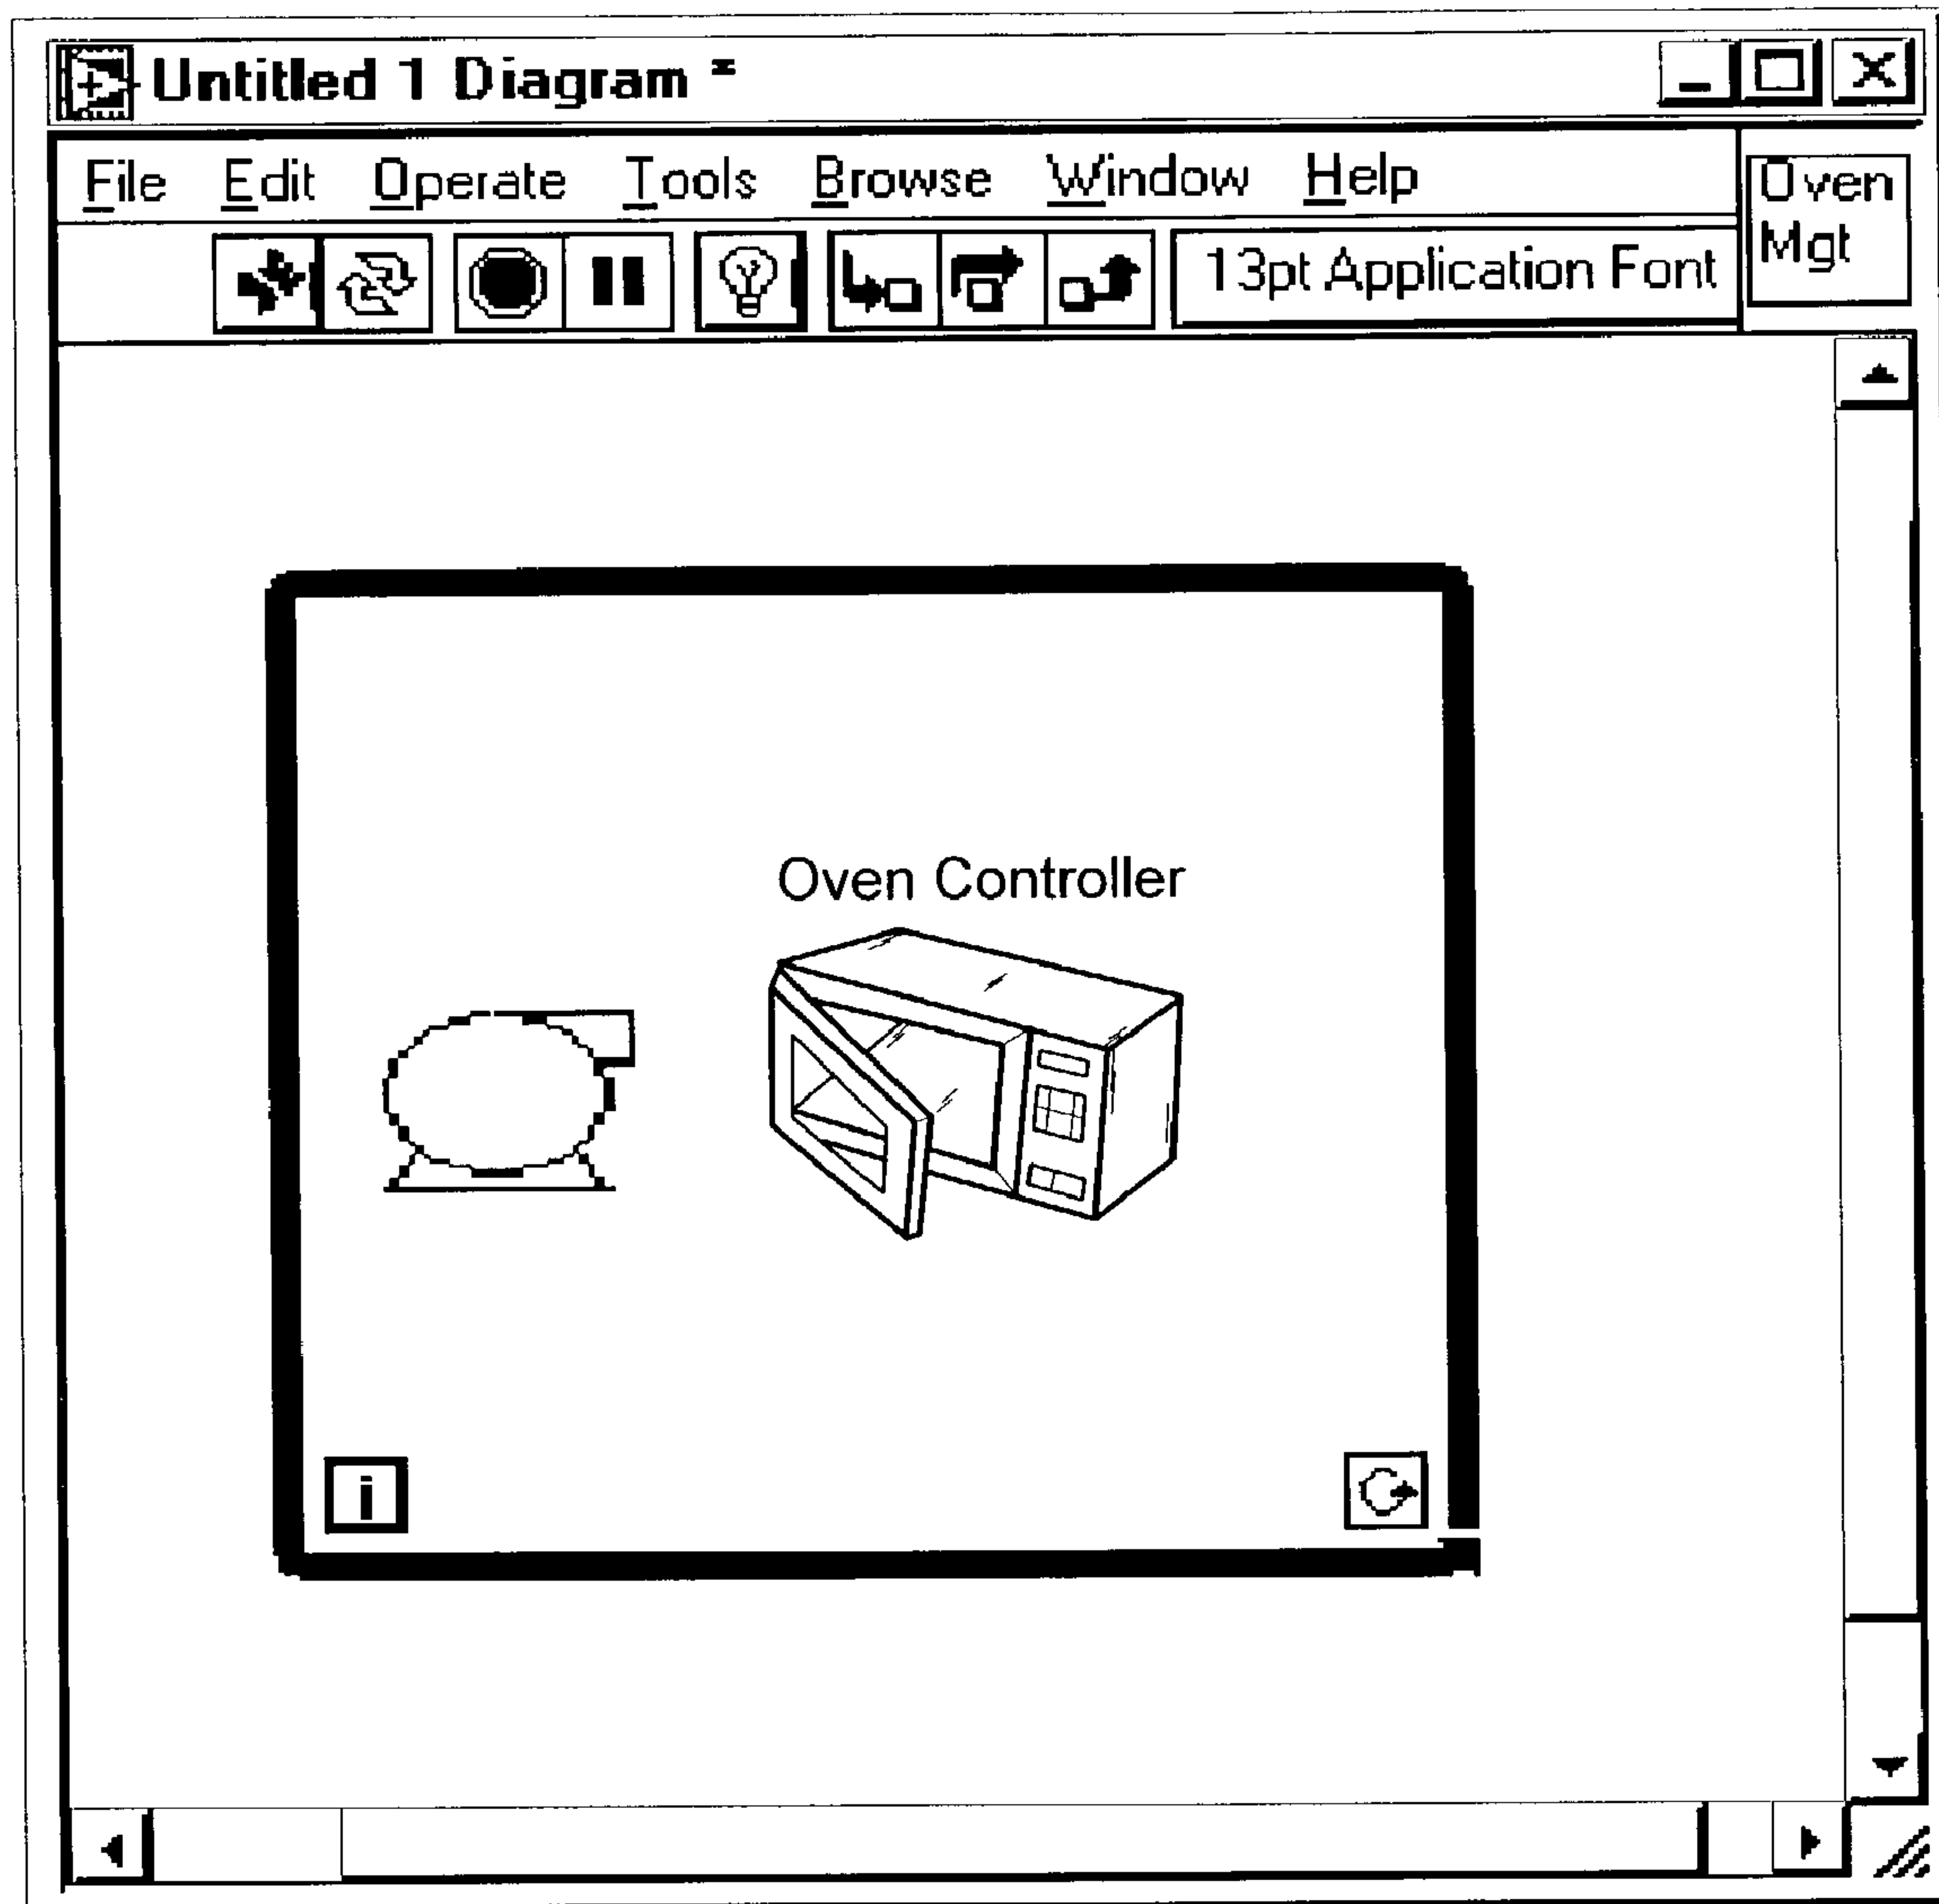 Untitled 1 Diagram *
File Edit Operate Tools Browse Window Help
Oven
Mgt
13pt Application Font
Oven Controller
i